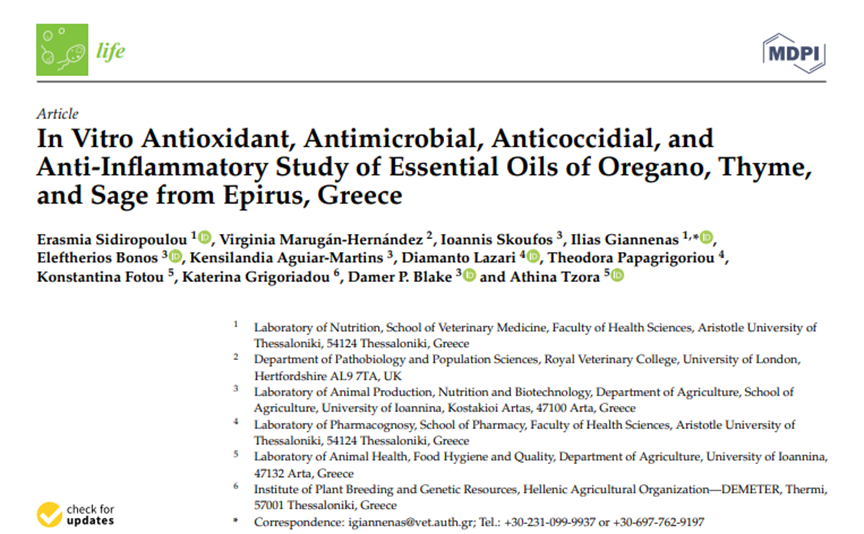 life
MDPI
Article
In Vitro Antioxidant, Antimicrobial, Anticoccidial, and
Anti-Inflammatory Study of Essential Oils of Oregano, Thyme,
and Sage from Epirus, Greece
Erasmia Sidiropoulou 1 iD, Virginia Marugán-Hernández 2, Ioannis Skoufos 3, Ilias Giannenas 1,* iD,
Eleftherios Bonos 3 iD, Kensilandia Aguiar-Martins 3, Diamanto Lazari 4 iD, Theodora Papagrigoriou 4,
Konstantina Fotou 5, Katerina Grigoriadou 6, Damer P. Blake 3 iD and Athina Tzora 5 iD
1 Laboratory of Nutrition, School of Veterinary Medicine, Faculty of Health Sciences, Aristotle University of
Thessaloniki, 54124 Thessaloniki, Greece
2 Department of Pathobiology and Population Sciences, Royal Veterinary College, University of London,
Hertfordshire AL9 7TA, UK
3 Laboratory of Animal Production, Nutrition and Biotechnology, Department of Agriculture, School of
Agriculture, University of Ioannina, Kostakioi Artas, 47100 Arta, Greece
4 Laboratory of Pharmacognosy, School of Pharmacy, Faculty of Health Sciences, Aristotle University of
Thessaloniki, 54124 Thessaloniki, Greece
5 Laboratory of Animal Health, Food Hygiene and Quality, Department of Agriculture, University of Ioannina,
47132 Arta, Greece
6 Institute of Plant Breeding and Genetic Resources, Hellenic Agricultural Organization—DEMETER, Thermi,
57001 Thessaloniki, Greece
* Correspondence: igiannenas@vet.auth.gr; Tel.: +30-231-099-9937 or +30-697-762-9197
check for
updates